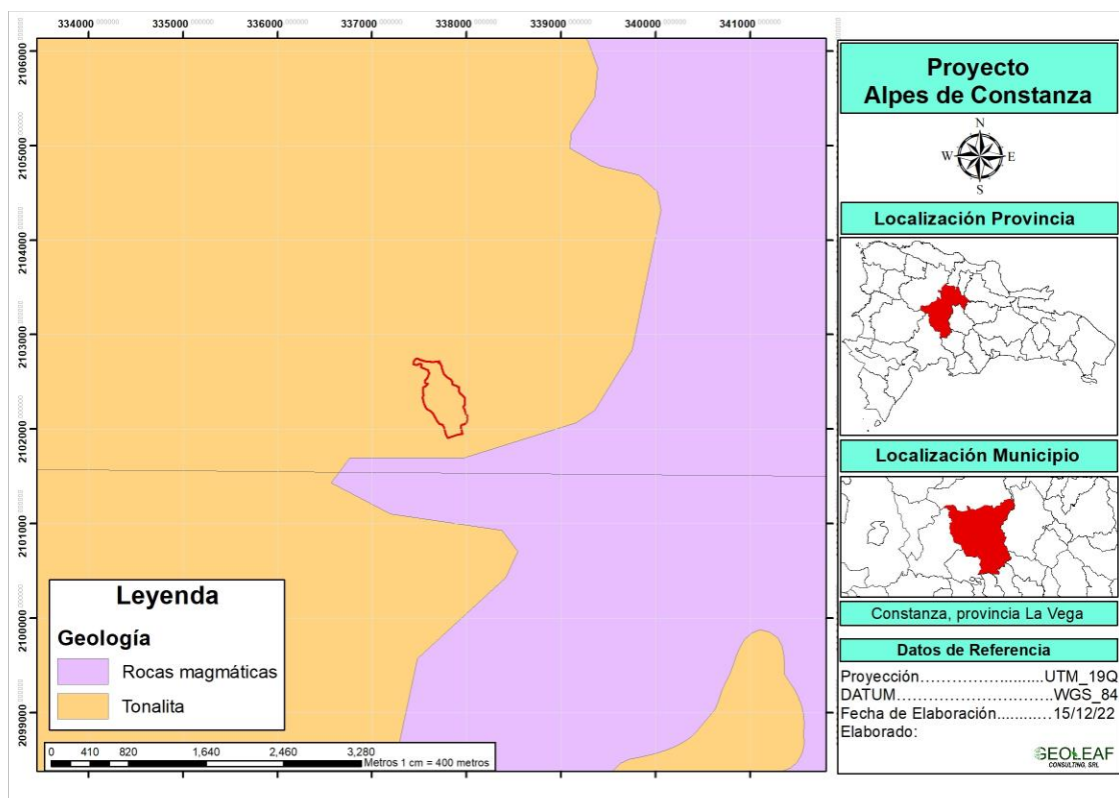 334000 335000 336000 337000 338000 339000 340000 341000
2106000
2105000
2104000
2103000
2102000
2101000
2100000
2099000
Leyenda
Geología
Rocas magmáticas
Tonalita
0 410 820 1,640 2,460 3,280
Metros 1 cm = 400 metros
Proyecto
Alpes de Constanza
N
W E
S
Localización Provincia
Localización Municipio
Constanza, provincia La Vega
Datos de Referencia
Proyección.......................UTM_19Q
DATUM.............................WGS_84
Fecha de Elaboración...........15/12/22
Elaborado:
GEOLEAF
CONSULTING, SRL